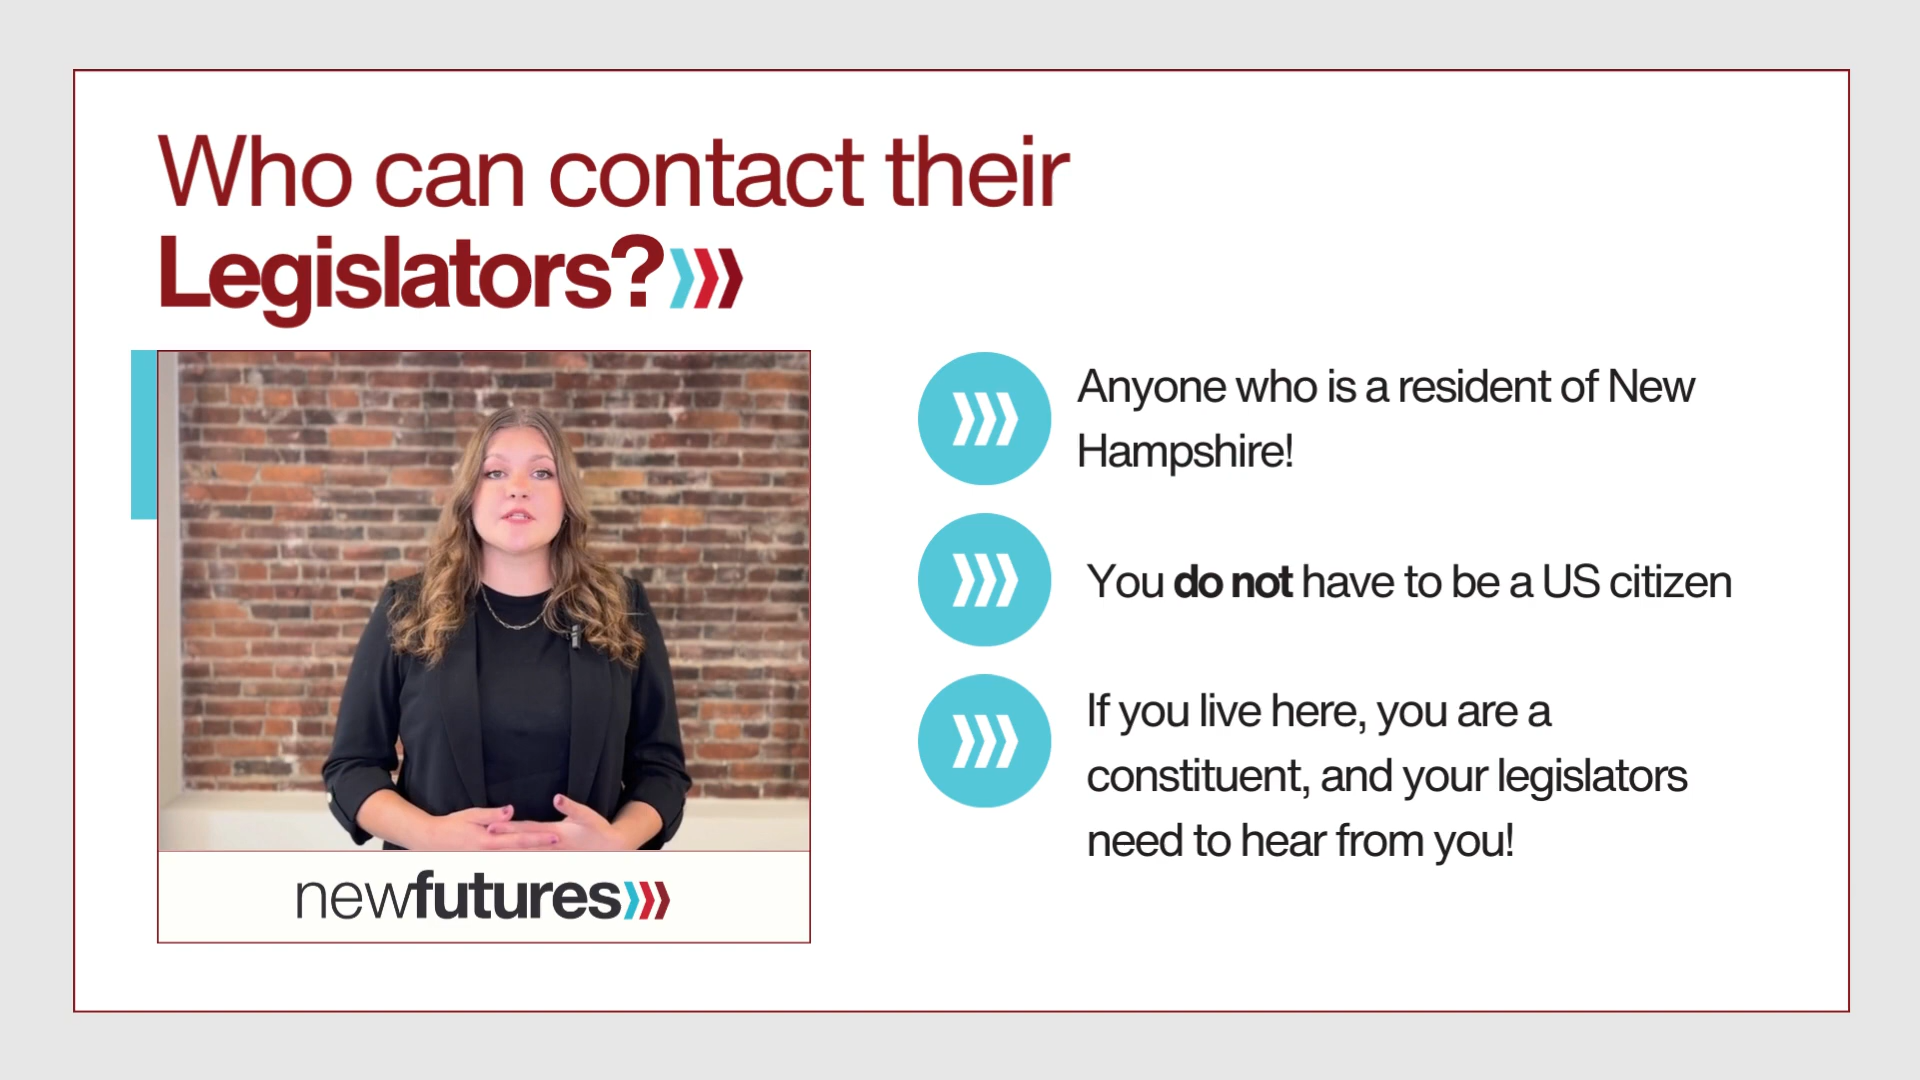 Who can contact their
Legislators?
Anyone who is a resident of New
Hampshire!
You do not have to be a US citizen
If you live here, you are a
constituent, and your legislators
need to hear from you!
newfutures